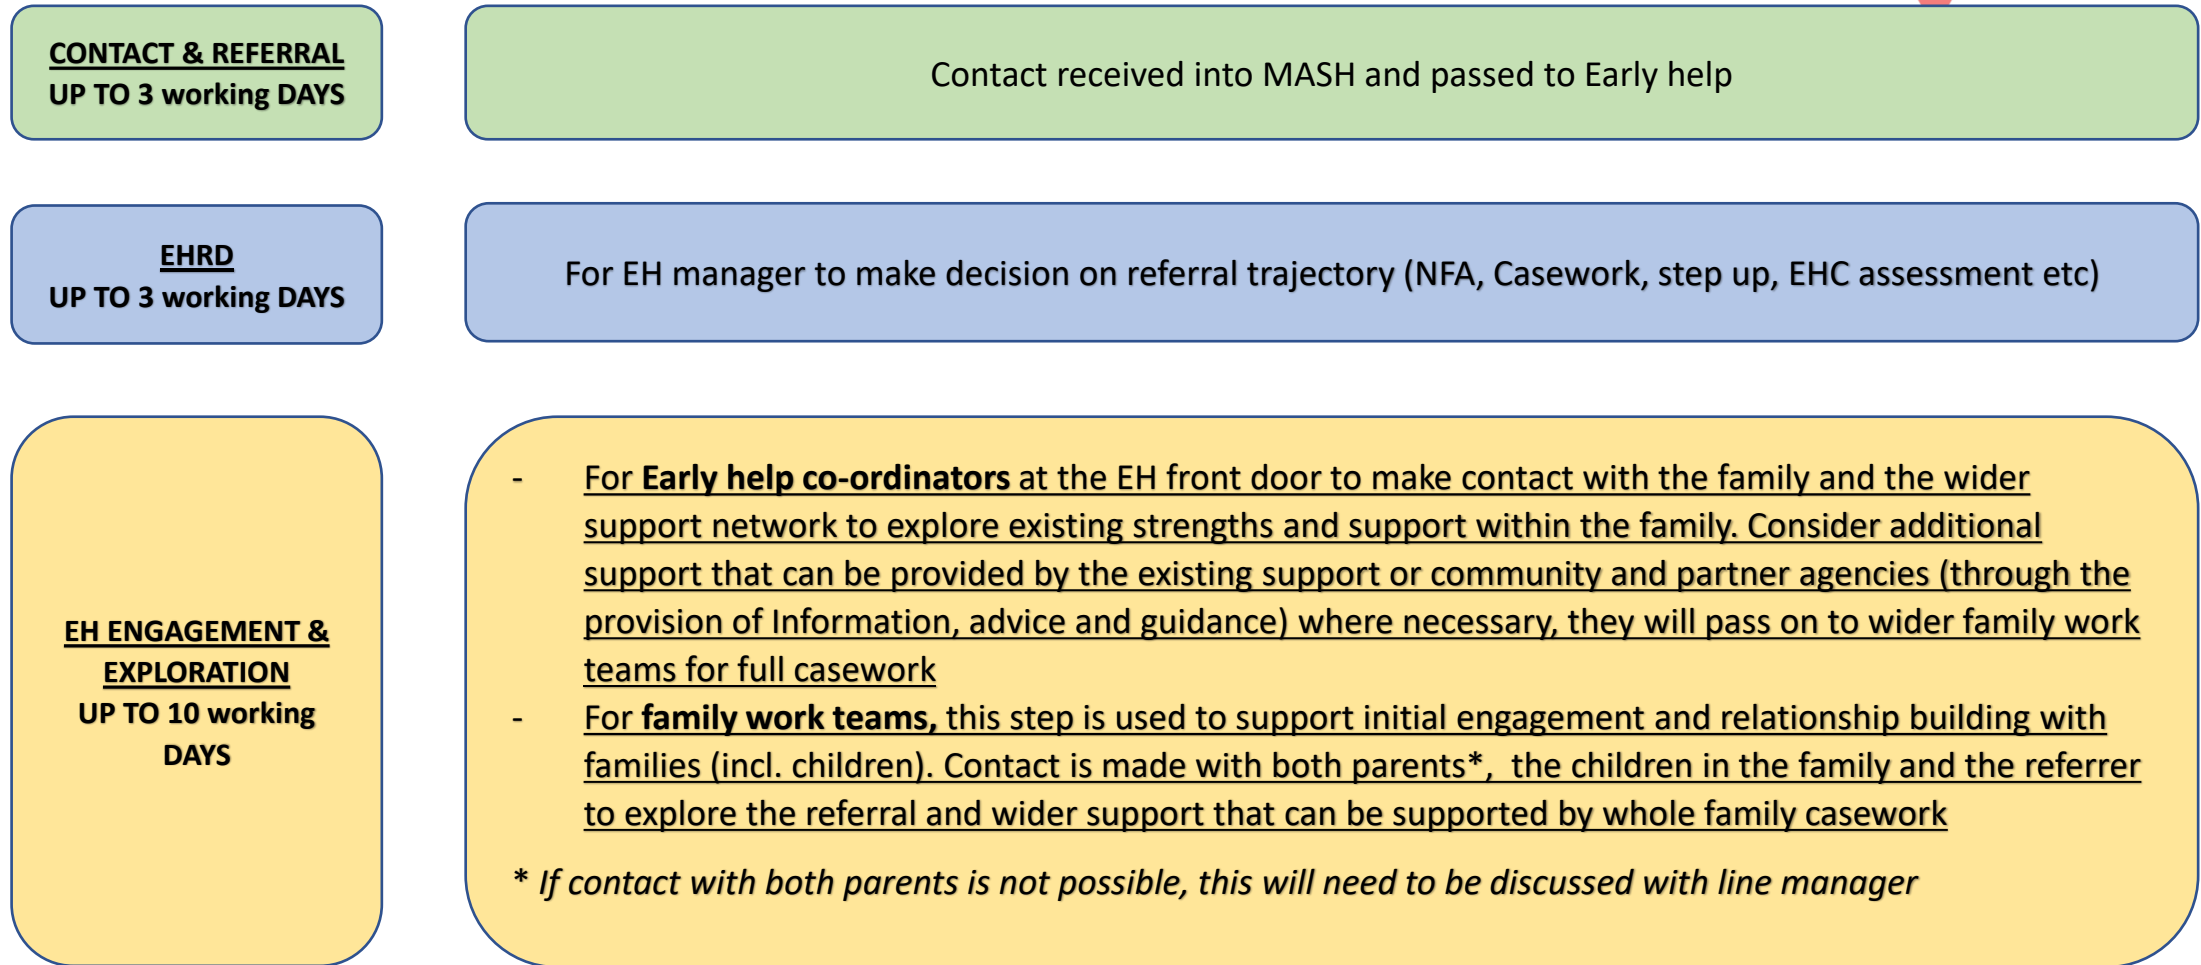 CONTACT & REFERRAL
UP TO 3 working DAYS
Contact received into MASH and passed to Early help
EHRD
UP TO 3 working DAYS
For EH manager to make decision on referral trajectory (NFA, Casework, step up, EHC assessment etc)
EH ENGAGEMENT &
EXPLORATION
UP TO 10 working
DAYS
- For Early help co-ordinators at the EH front door to make contact with the family and the wider
support network to explore existing strengths and support within the family. Consider additional
support that can be provided by the existing support or community and partner agencies (through the
provision of Information, advice and guidance) where necessary, they will pass on to wider family work
teams for full casework
- For family work teams, this step is used to support initial engagement and relationship building with
families (incl. children). Contact is made with both parents*, the children in the family and the referrer
to explore the referral and wider support that can be supported by whole family casework
* If contact with both parents is not possible, this will need to be discussed with line manager